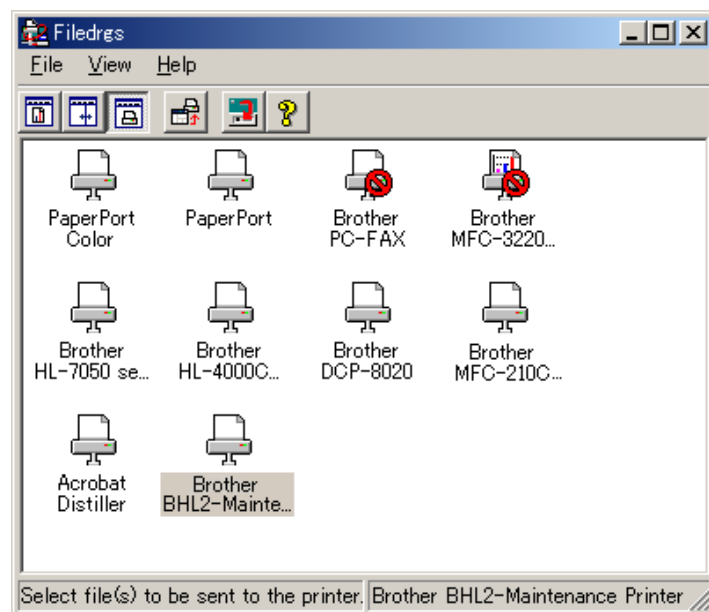 Filedrgs
File View Help
PaperPort Color
PaperPort
Brother PC-FAX
Brother MFC-3220...
Brother HL-7050 se...
Brother HL-4000C...
Brother DCP-8020
Brother MFC-210C...
Acrobat Distiller
Brother BHL2-Mainte...
Select file(s) to be sent to the printer. Brother BHL2-Maintenance Printer